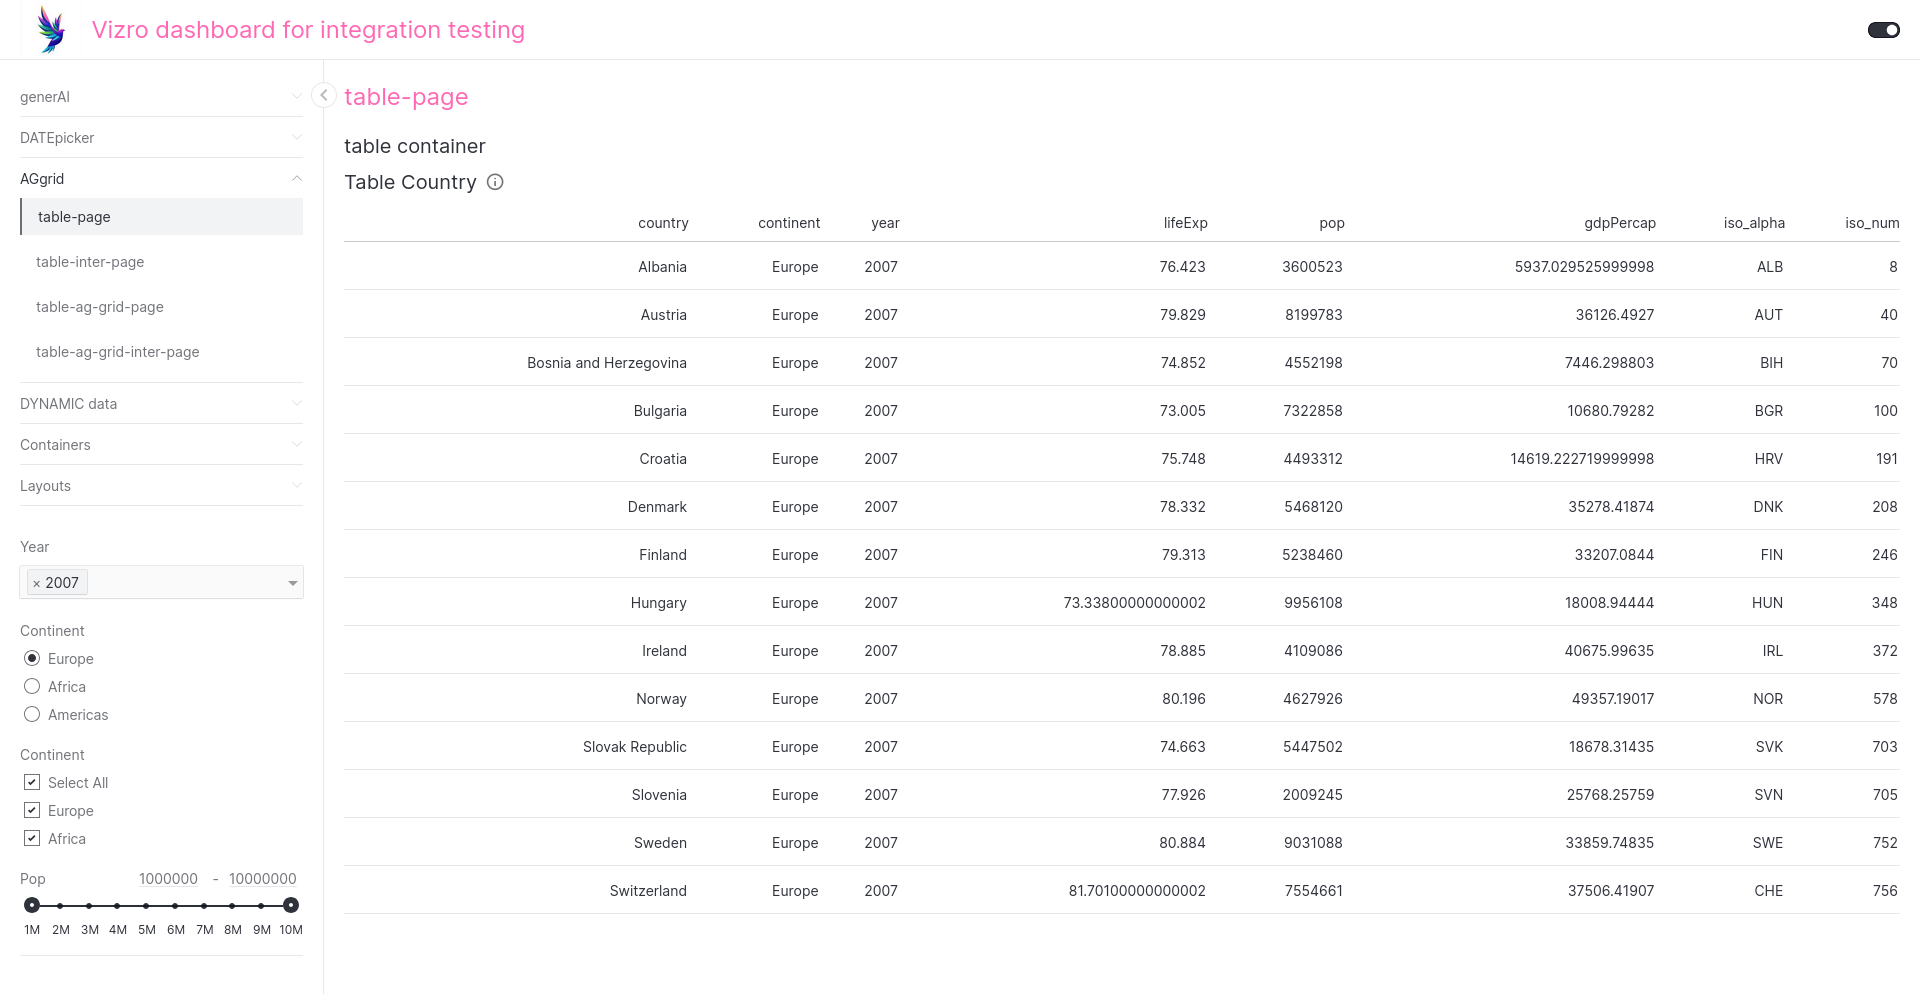 Vizro dashboard for integration testing
generAI
DATEpicker
AGgrid
table-page
table-inter-page
table-ag-grid-page
table-ag-grid-inter-page
DYNAMIC data
Containers
Layouts
Year
× 2007
Continent
Europe
Africa
Americas
Continent
Select All
Europe
Africa
Pop 1000000 - 10000000
1M 2M 3M 4M 5M 6M 7M 8M 9M 10M
table-page
table container
Table Country
country continent year lifeExp pop gdpPercap iso_alpha iso_num
Albania Europe 2007 76.423 3600523 5937.029525999998 ALB 8
Austria Europe 2007 79.829 8199783 36126.4927 AUT 40
Bosnia and Herzegovina Europe 2007 74.852 4552198 7446.298803 BIH 70
Bulgaria Europe 2007 73.005 7322858 10680.79282 BGR 100
Croatia Europe 2007 75.748 4493312 14619.222719999998 HRV 191
Denmark Europe 2007 78.332 5468120 35278.41874 DNK 208
Finland Europe 2007 79.313 5238460 33207.0844 FIN 246
Hungary Europe 2007 73.33800000000002 9956108 18008.94444 HUN 348
Ireland Europe 2007 78.885 4109086 40675.99635 IRL 372
Norway Europe 2007 80.196 4627926 49357.19017 NOR 578
Slovak Republic Europe 2007 74.663 5447502 18678.31435 SVK 703
Slovenia Europe 2007 77.926 2009245 25768.25759 SVN 705
Sweden Europe 2007 80.884 9031088 33859.74835 SWE 752
Switzerland Europe 2007 81.70100000000002 7554661 37506.41907 CHE 756